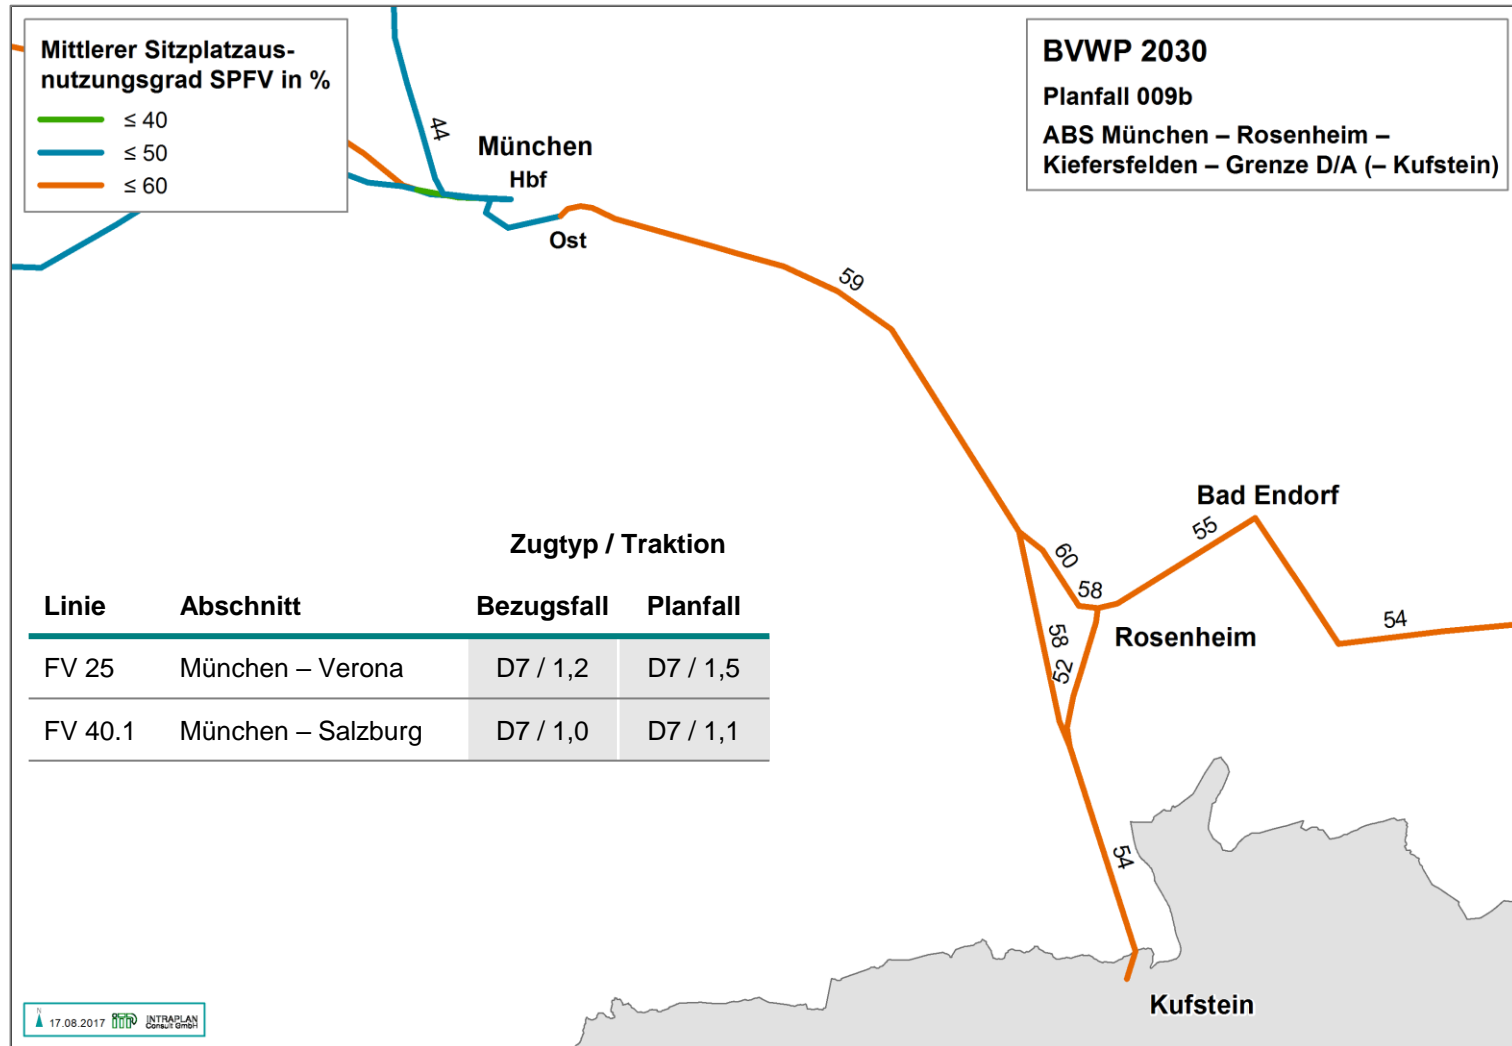 Mittlerer Sitzplatzaus-
nutzungsgrad SPFV in %
≤ 40
≤ 50
≤ 60
BVWP 2030
Planfall 009b
ABS München – Rosenheim –
Kiefersfelden – Grenze D/A (– Kufstein)
44
München
Hbf
Ost
59
Bad Endorf
55
60
58
54
Rosenheim
58
52
54
Kufstein
Zugtyp / Traktion
Linie Abschnitt Bezugsfall Planfall
FV 25 München – Verona D7 / 1,2 D7 / 1,5
FV 40.1 München – Salzburg D7 / 1,0 D7 / 1,1
N
17.08.2017 itp INTRAPLAN
Consult GmbH